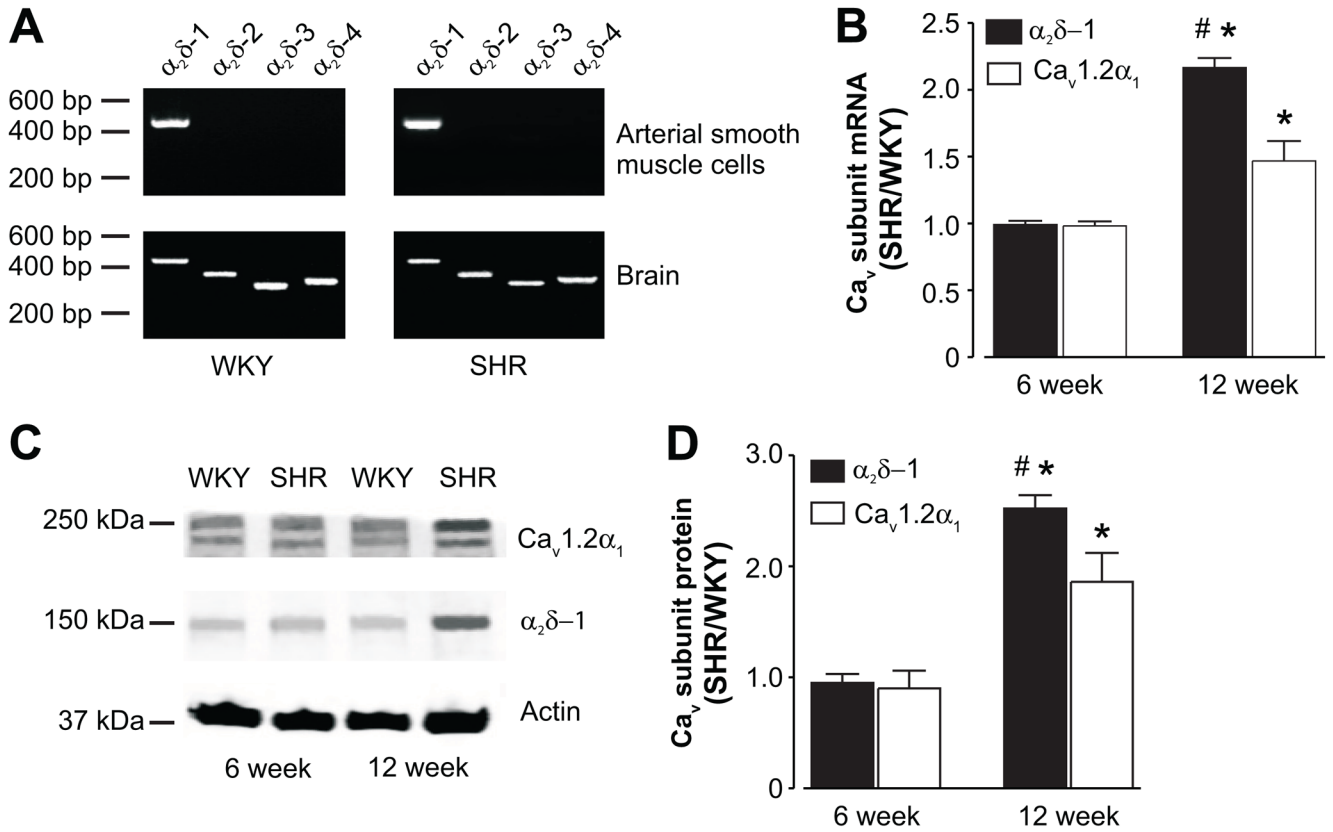 A
α₂δ-1 α₂δ-2 α₂δ-3 α₂δ-4
α₂δ-1 α₂δ-2 α₂δ-3 α₂δ-4
600 bp
400 bp
200 bp
Arterial smooth
muscle cells
600 bp
400 bp
200 bp
Brain
WKY
SHR
B
Caᵥ subunit mRNA
(SHR/WKY)
2.5
2.0
1.5
1.0
0.5
0
α₂δ–1
Caᵥ1.2α₁
# *
*
6 week
12 week
C
WKY SHR WKY SHR
250 kDa
Caᵥ1.2α₁
150 kDa
α₂δ–1
37 kDa
Actin
6 week
12 week
D
Caᵥ subunit protein
(SHR/WKY)
3.0
2.0
1.0
0
α₂δ–1
Caᵥ1.2α₁
# *
*
6 week
12 week